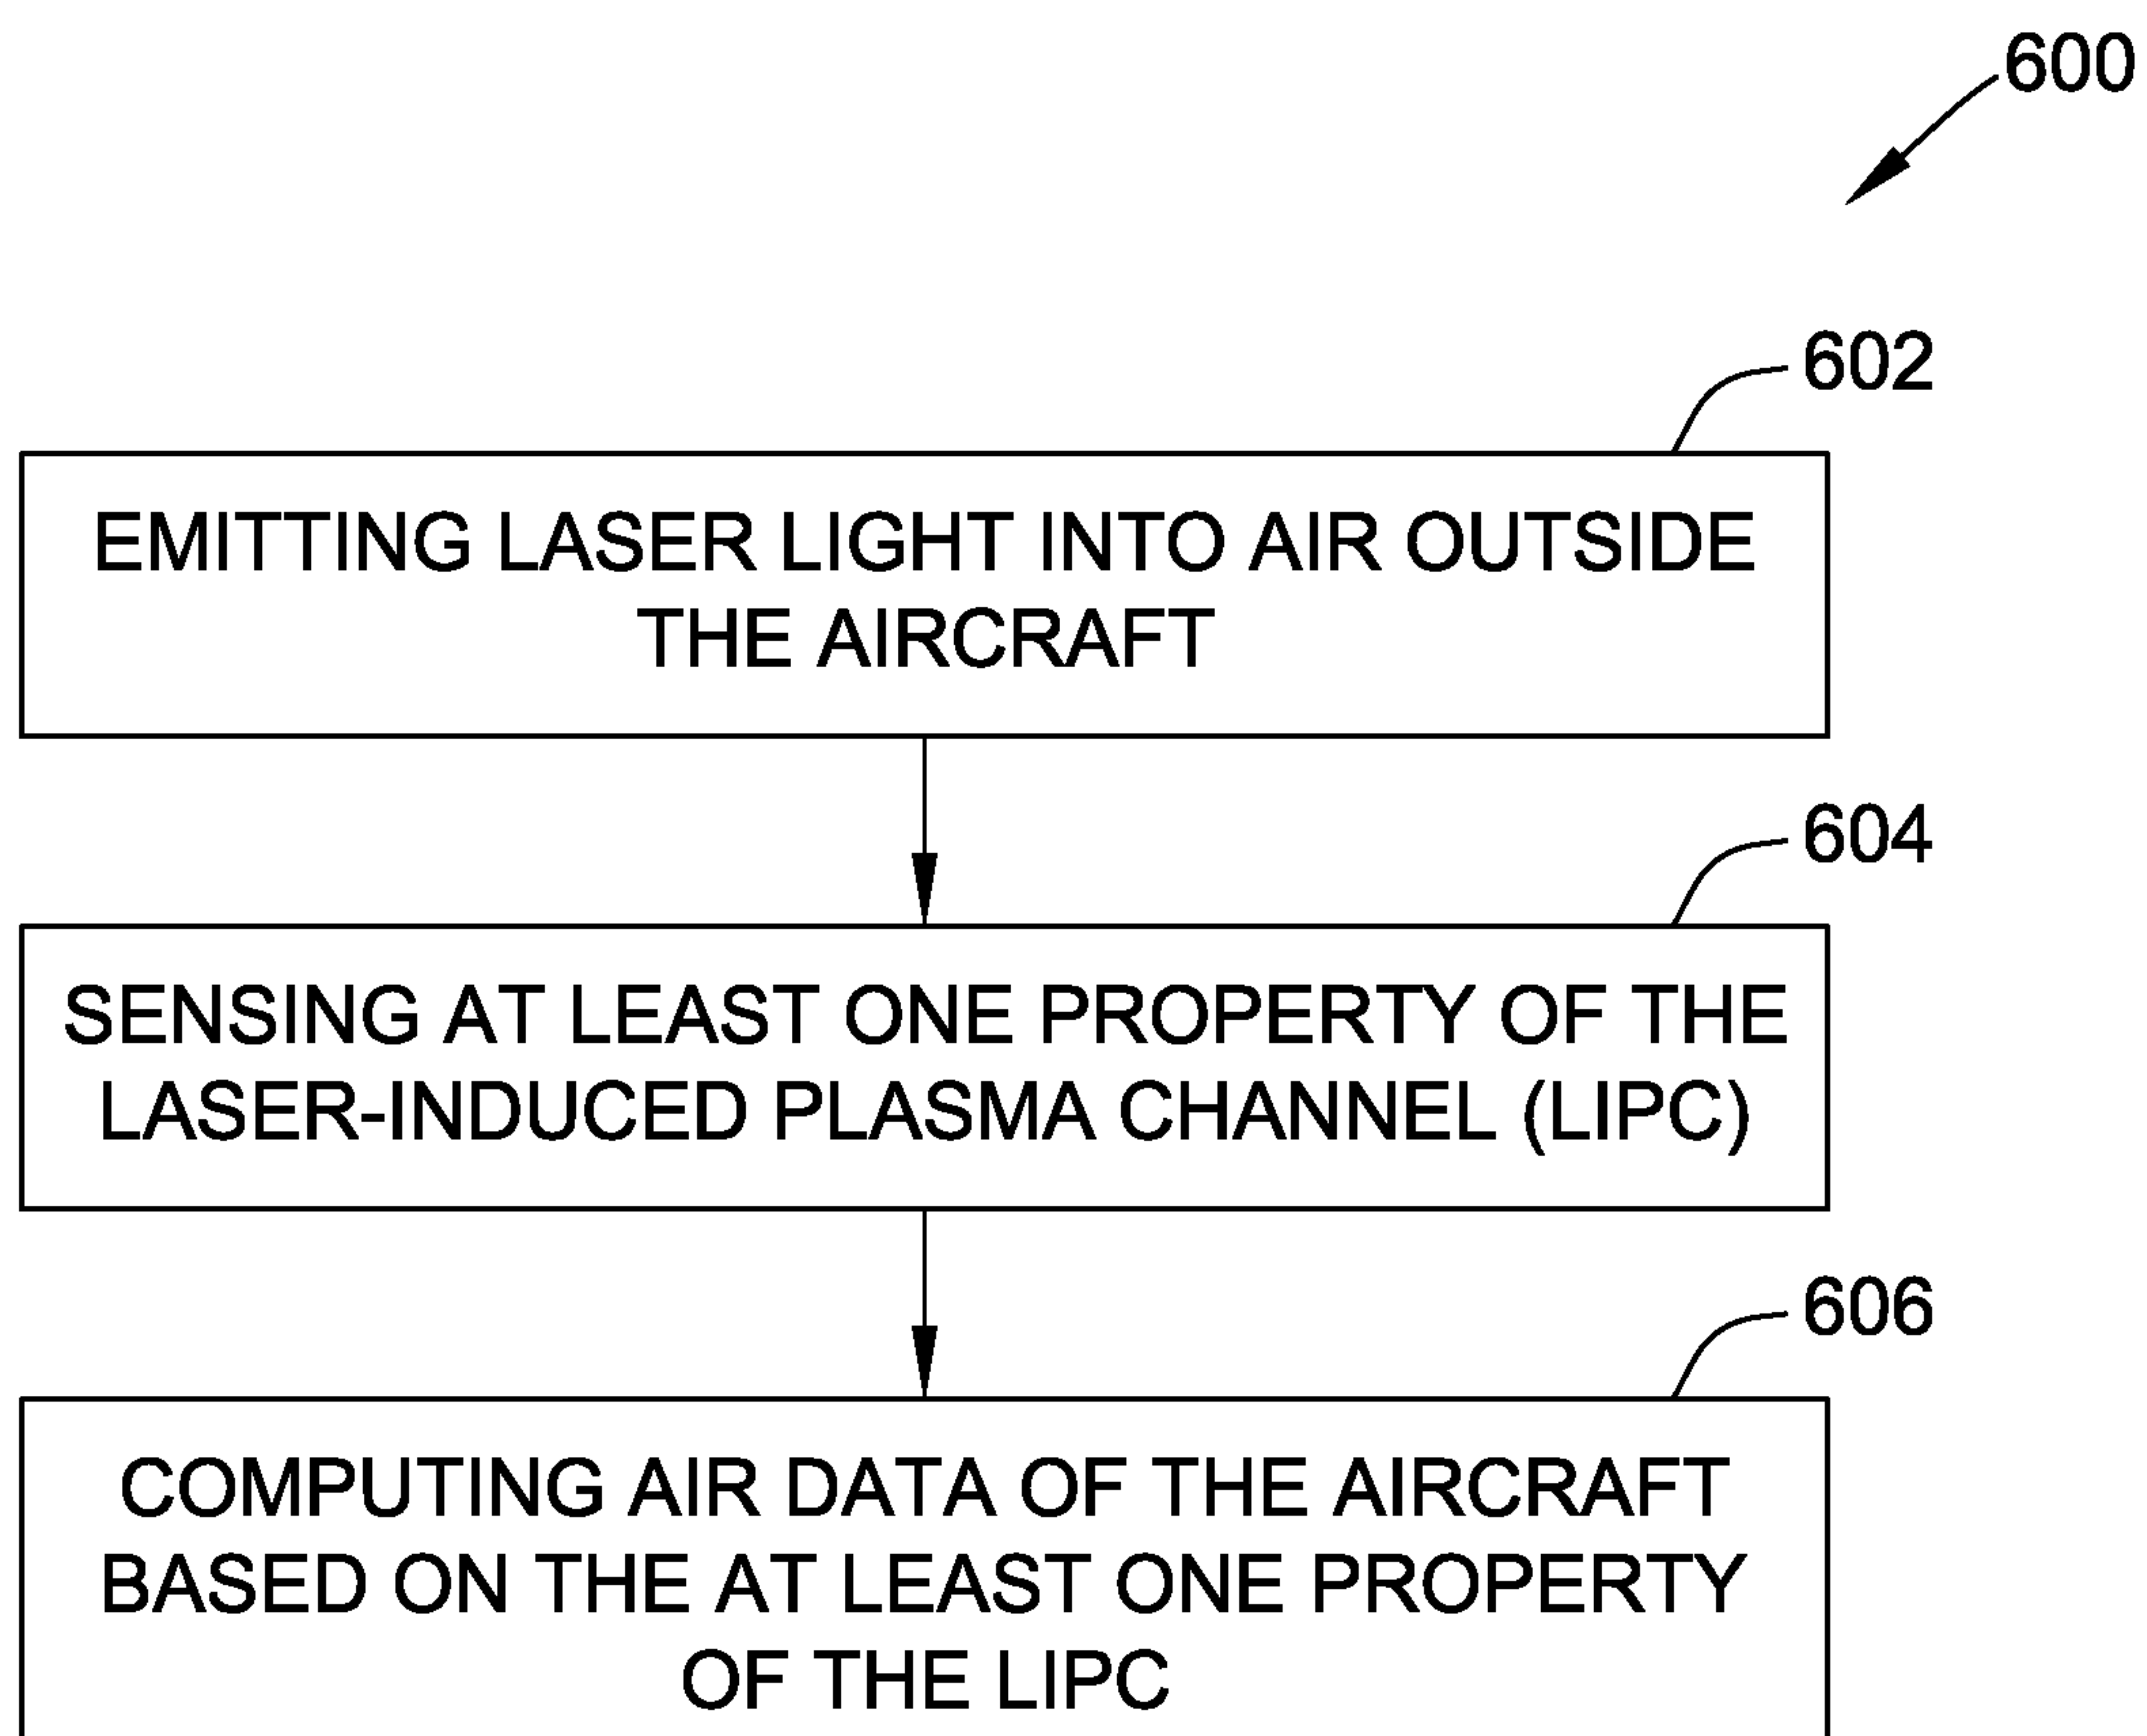 600
602
EMITTING LASER LIGHT INTO AIR OUTSIDE
THE AIRCRAFT
604
SENSING AT LEAST ONE PROPERTY OF THE
LASER-INDUCED PLASMA CHANNEL (LIPC)
606
COMPUTING AIR DATA OF THE AIRCRAFT
BASED ON THE AT LEAST ONE PROPERTY
OF THE LIPC